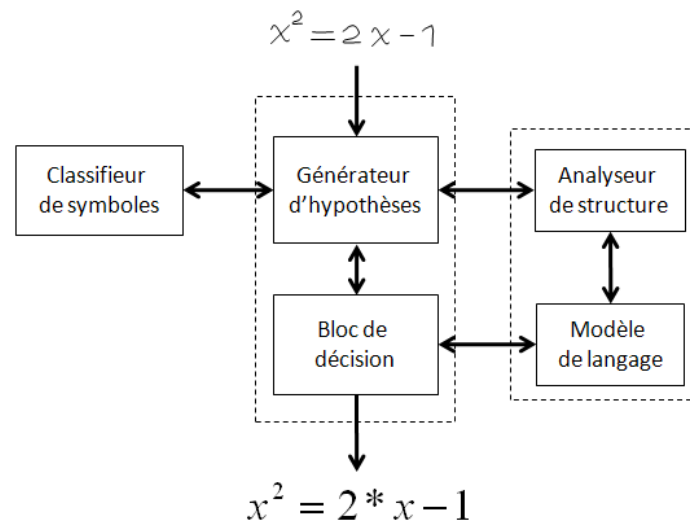 x² = 2x - 1
Classifieur
de symboles
Générateur
d'hypothèses
Analyseur
de structure
Bloc de
décision
Modèle
de langage
x² = 2 * x - 1